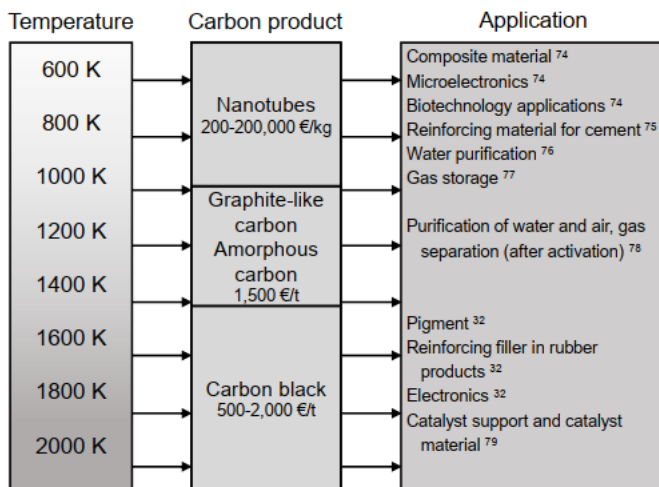 Temperature
Carbon product
Application
600 K
800 K
1000 K
1200 K
1400 K
1600 K
1800 K
2000 K
Nanotubes
200-200,000 €/kg
Graphite-like
carbon
Amorphous
carbon
1,500 €/t
Carbon black
500-2,000 €/t
Composite material 74
Microelectronics 74
Biotechnology applications 74
Reinforcing material for cement 75
Water purification 76
Gas storage 77
Purification of water and air, gas
separation (after activation) 78
Pigment 32
Reinforcing filler in rubber
products 32
Electronics 32
Catalyst support and catalyst
material 79